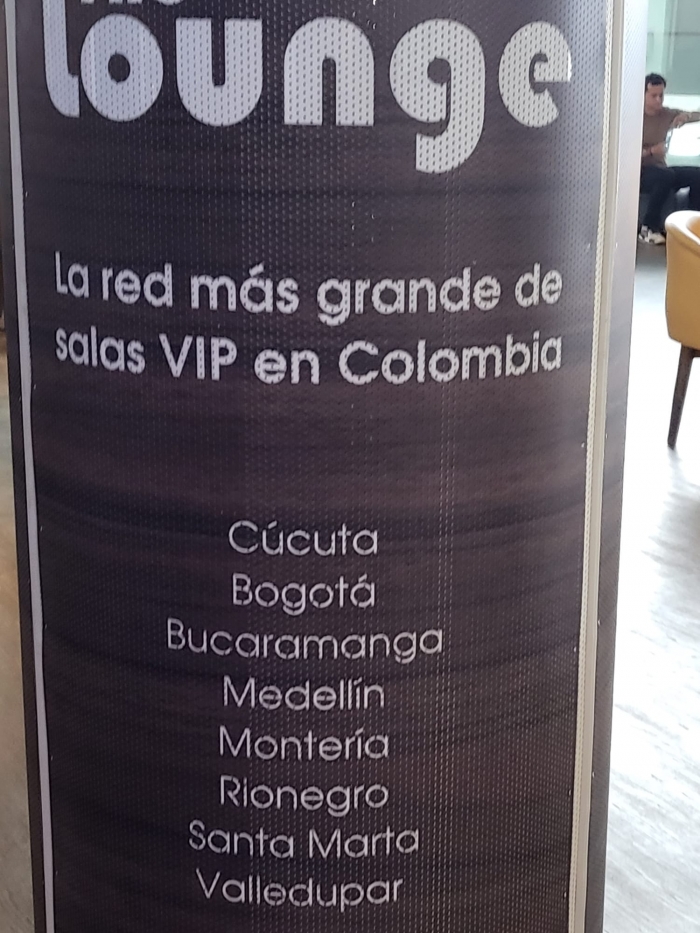 Lounge
La red más grande de
salas VIP en Colombia
Cúcuta
Bogotá
Bucaramanga
Medellín
Montería
Rionegro
Santa Marta
Valledupar